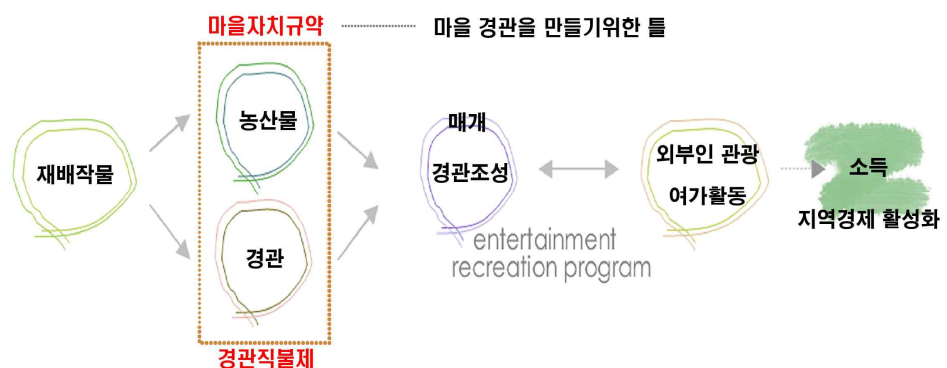 마을자치규약
마을 경관을 만들기위한 틀
재배작물
농산물
경관
경관직불제
매개
경관조성
entertainment
recreation program
외부인 관광
여가활동
소득
지역경제 활성화